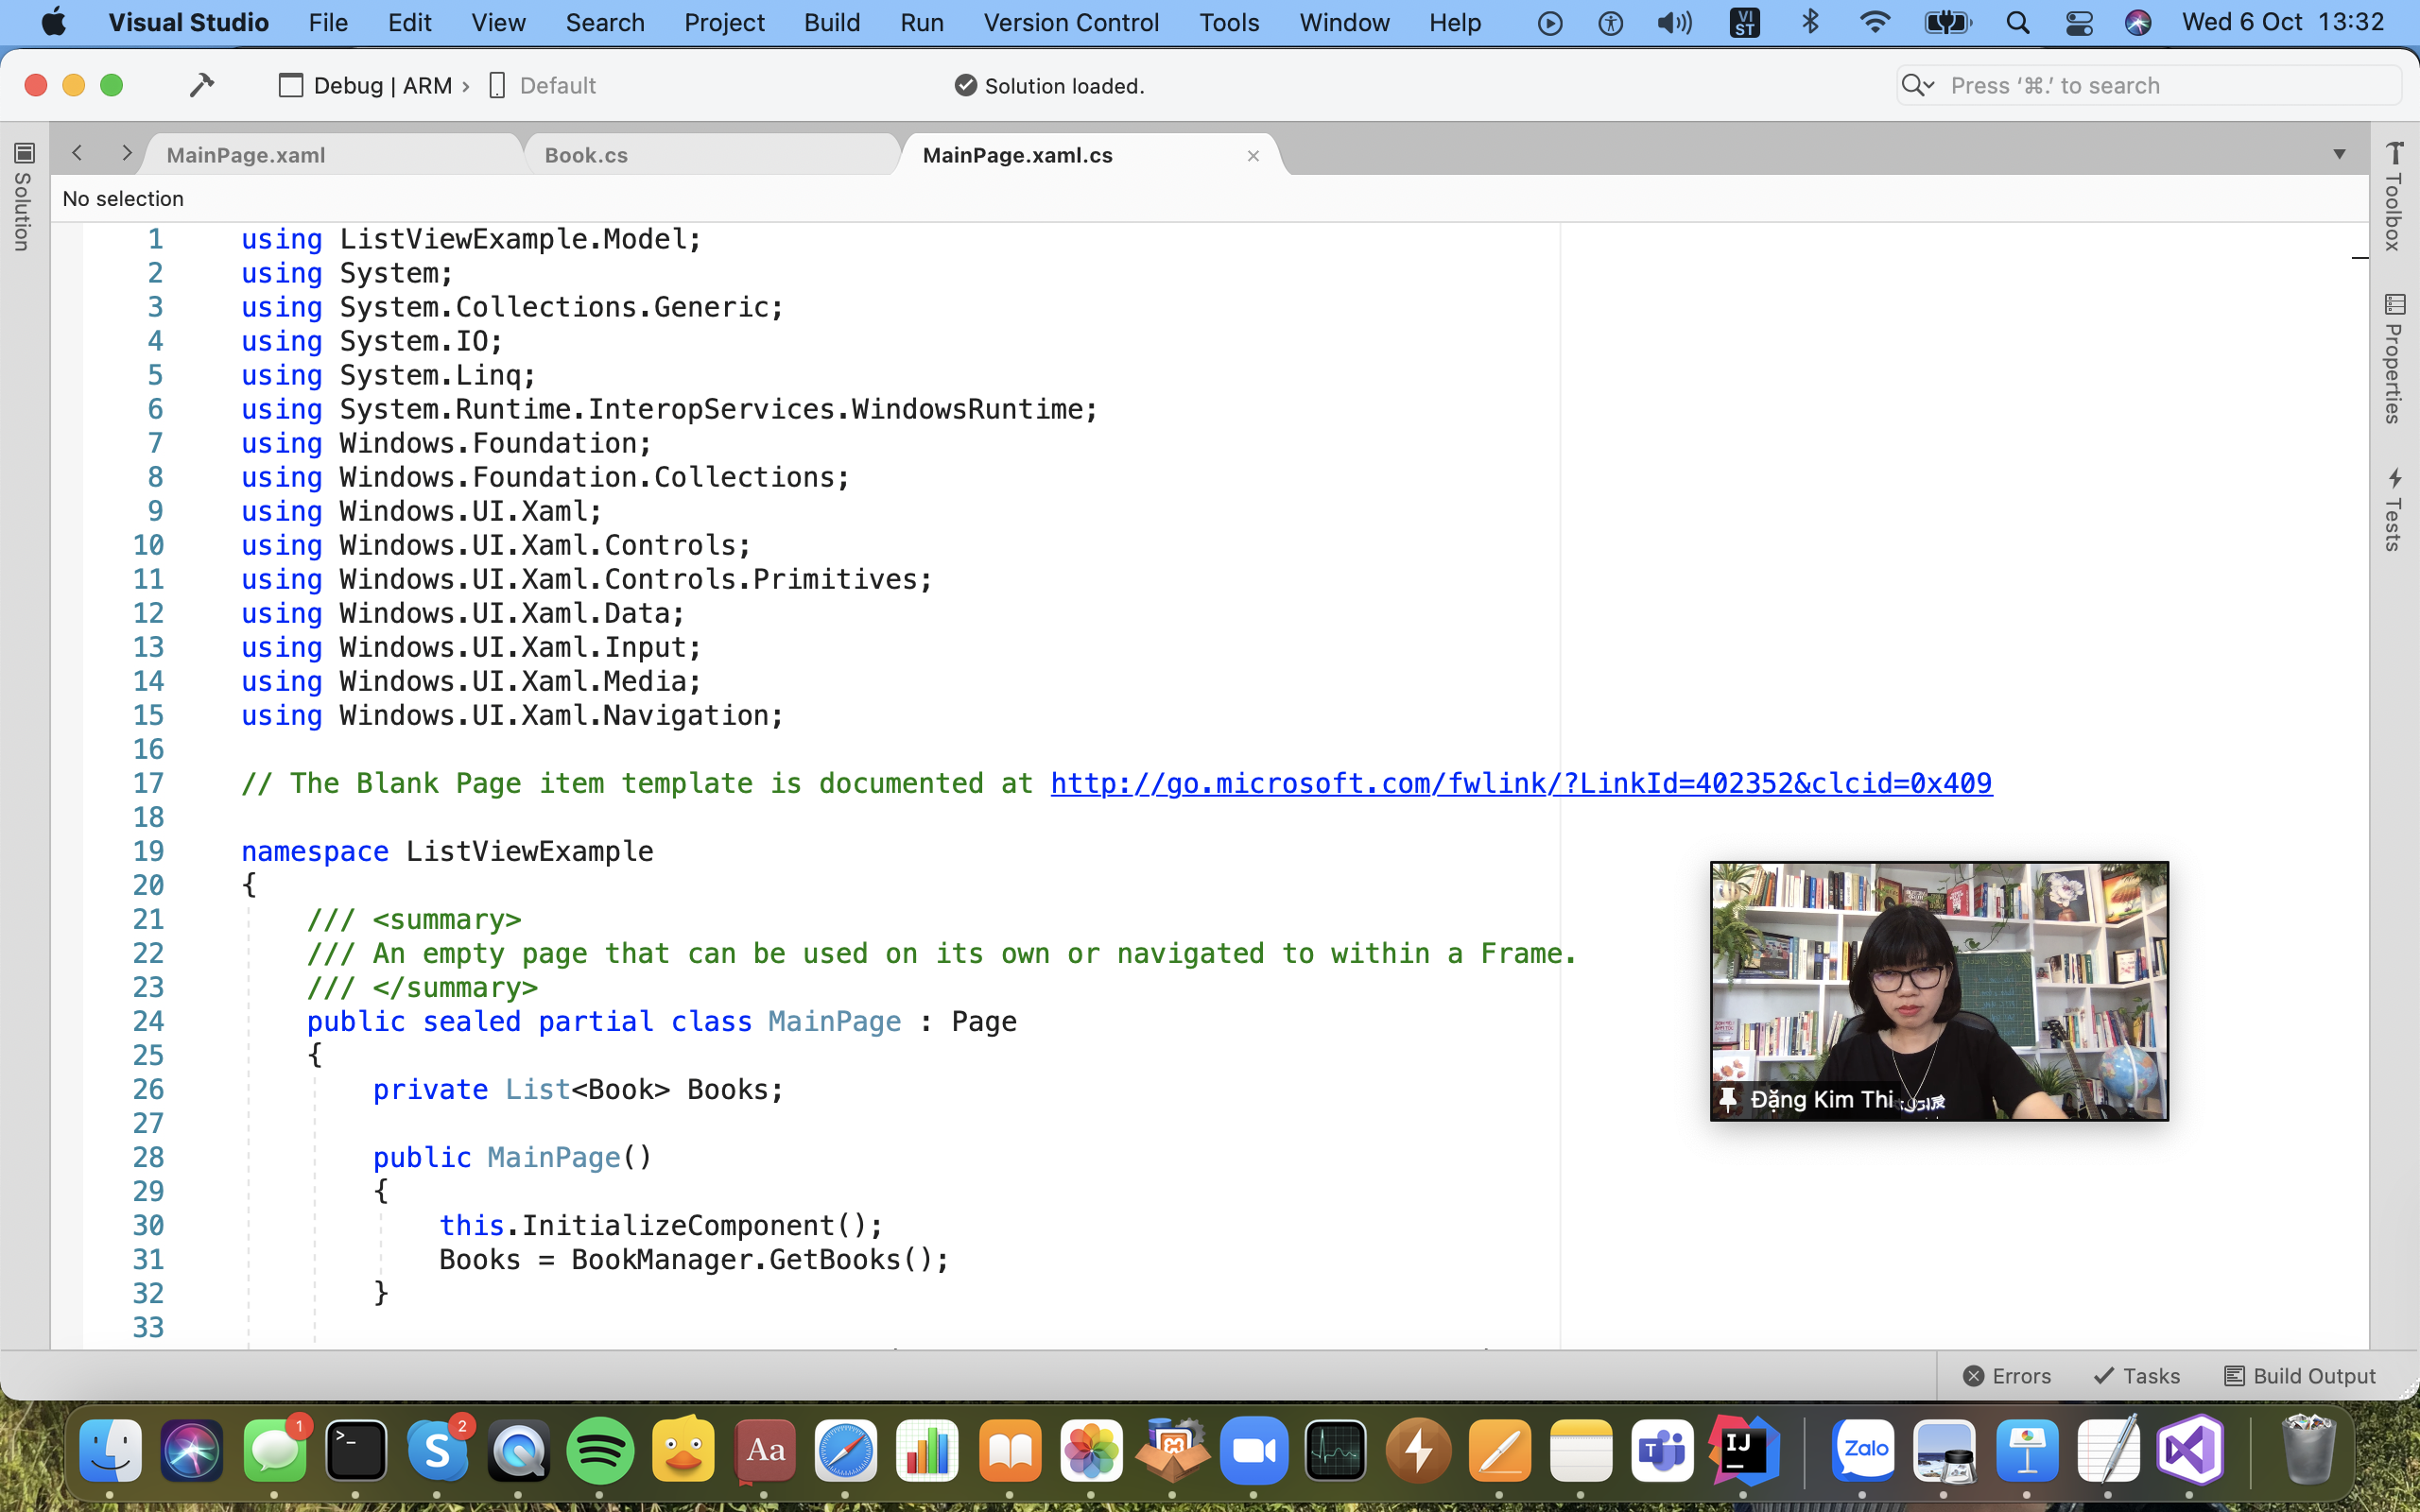 Visual Studio File Edit View Search Project Build Run Version Control Tools Window Help VI ST Wed 6 Oct 13:32
Debug | ARM › Default Solution loaded. Press ‘⌘.’ to search
MainPage.xaml Book.cs MainPage.xaml.cs
No selection
Solution
Toolbox
Properties
Tests
1 using ListViewExample.Model;
2 using System;
3 using System.Collections.Generic;
4 using System.IO;
5 using System.Linq;
6 using System.Runtime.InteropServices.WindowsRuntime;
7 using Windows.Foundation;
8 using Windows.Foundation.Collections;
9 using Windows.UI.Xaml;
10 using Windows.UI.Xaml.Controls;
11 using Windows.UI.Xaml.Controls.Primitives;
12 using Windows.UI.Xaml.Data;
13 using Windows.UI.Xaml.Input;
14 using Windows.UI.Xaml.Media;
15 using Windows.UI.Xaml.Navigation;
16
17 // The Blank Page item template is documented at http://go.microsoft.com/fwlink/?LinkId=402352&clcid=0x409
18
19 namespace ListViewExample
20 {
21 /// <summary>
22 /// An empty page that can be used on its own or navigated to within a Frame.
23 /// </summary>
24 public sealed partial class MainPage : Page
25 {
26 private List<Book> Books;
27
28 public MainPage()
29 {
30 this.InitializeComponent();
31 Books = BookManager.GetBooks();
32 }
33
Đặng Kim Thi
Errors Tasks Build Output
1 >_ S 2 Aa T IJ Zalo